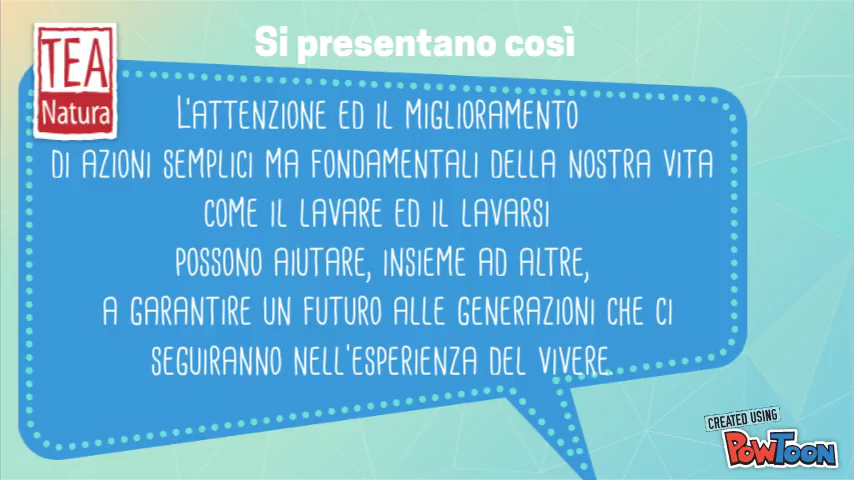 Si presentano così
TEA
Natura
L'ATTENZIONE ED IL MIGLIORAMENTO
DI AZIONI SEMPLICI MA FONDAMENTALI DELLA NOSTRA VITA
COME IL LAVARE ED IL LAVARSI
POSSONO AIUTARE, INSIEME AD ALTRE,
A GARANTIRE UN FUTURO ALLE GENERAZIONI CHE CI
SEGUIRANNO NELL'ESPERIENZA DEL VIVERE.
CREATED USING
POWTOON